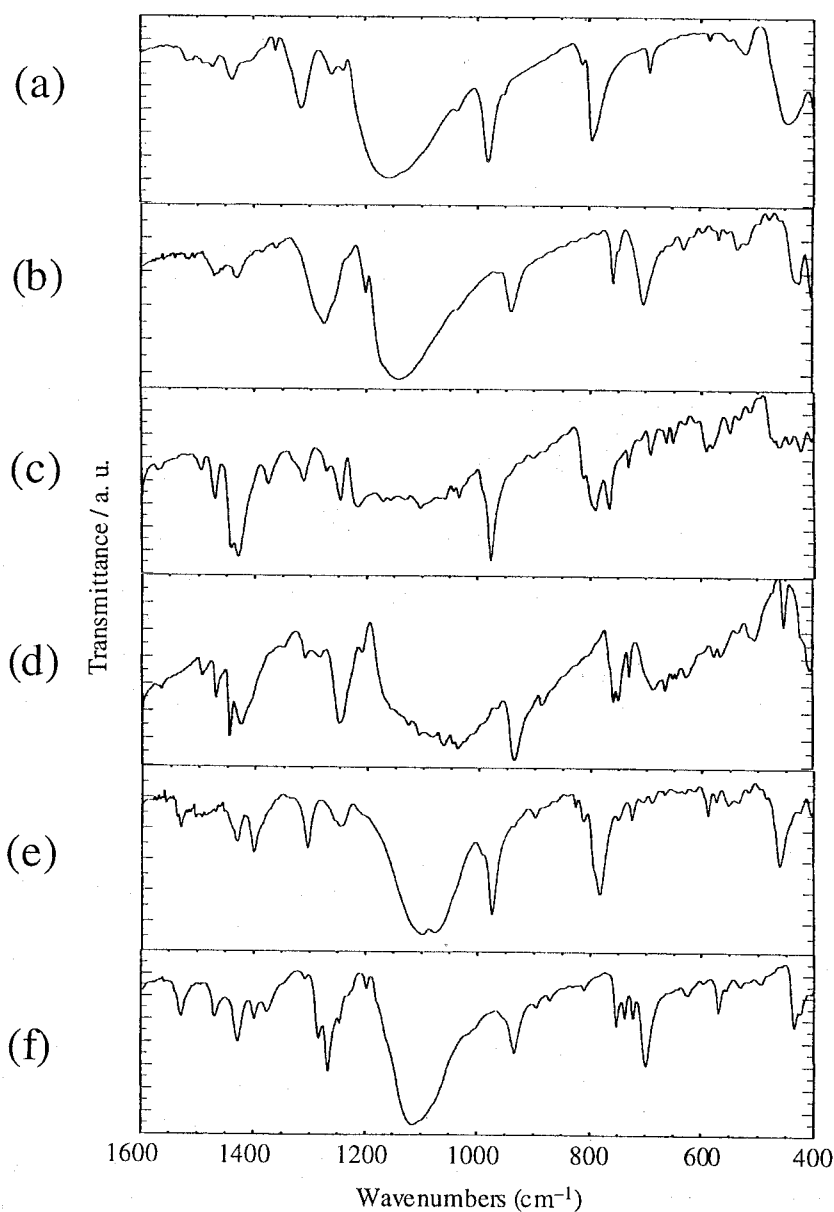 (a)
(b)
(c)
(d)
(e)
(f)
Transmittance / a. u.
1600 1400 1200 1000 800 600 400
Wavenumbers (cm⁻¹)